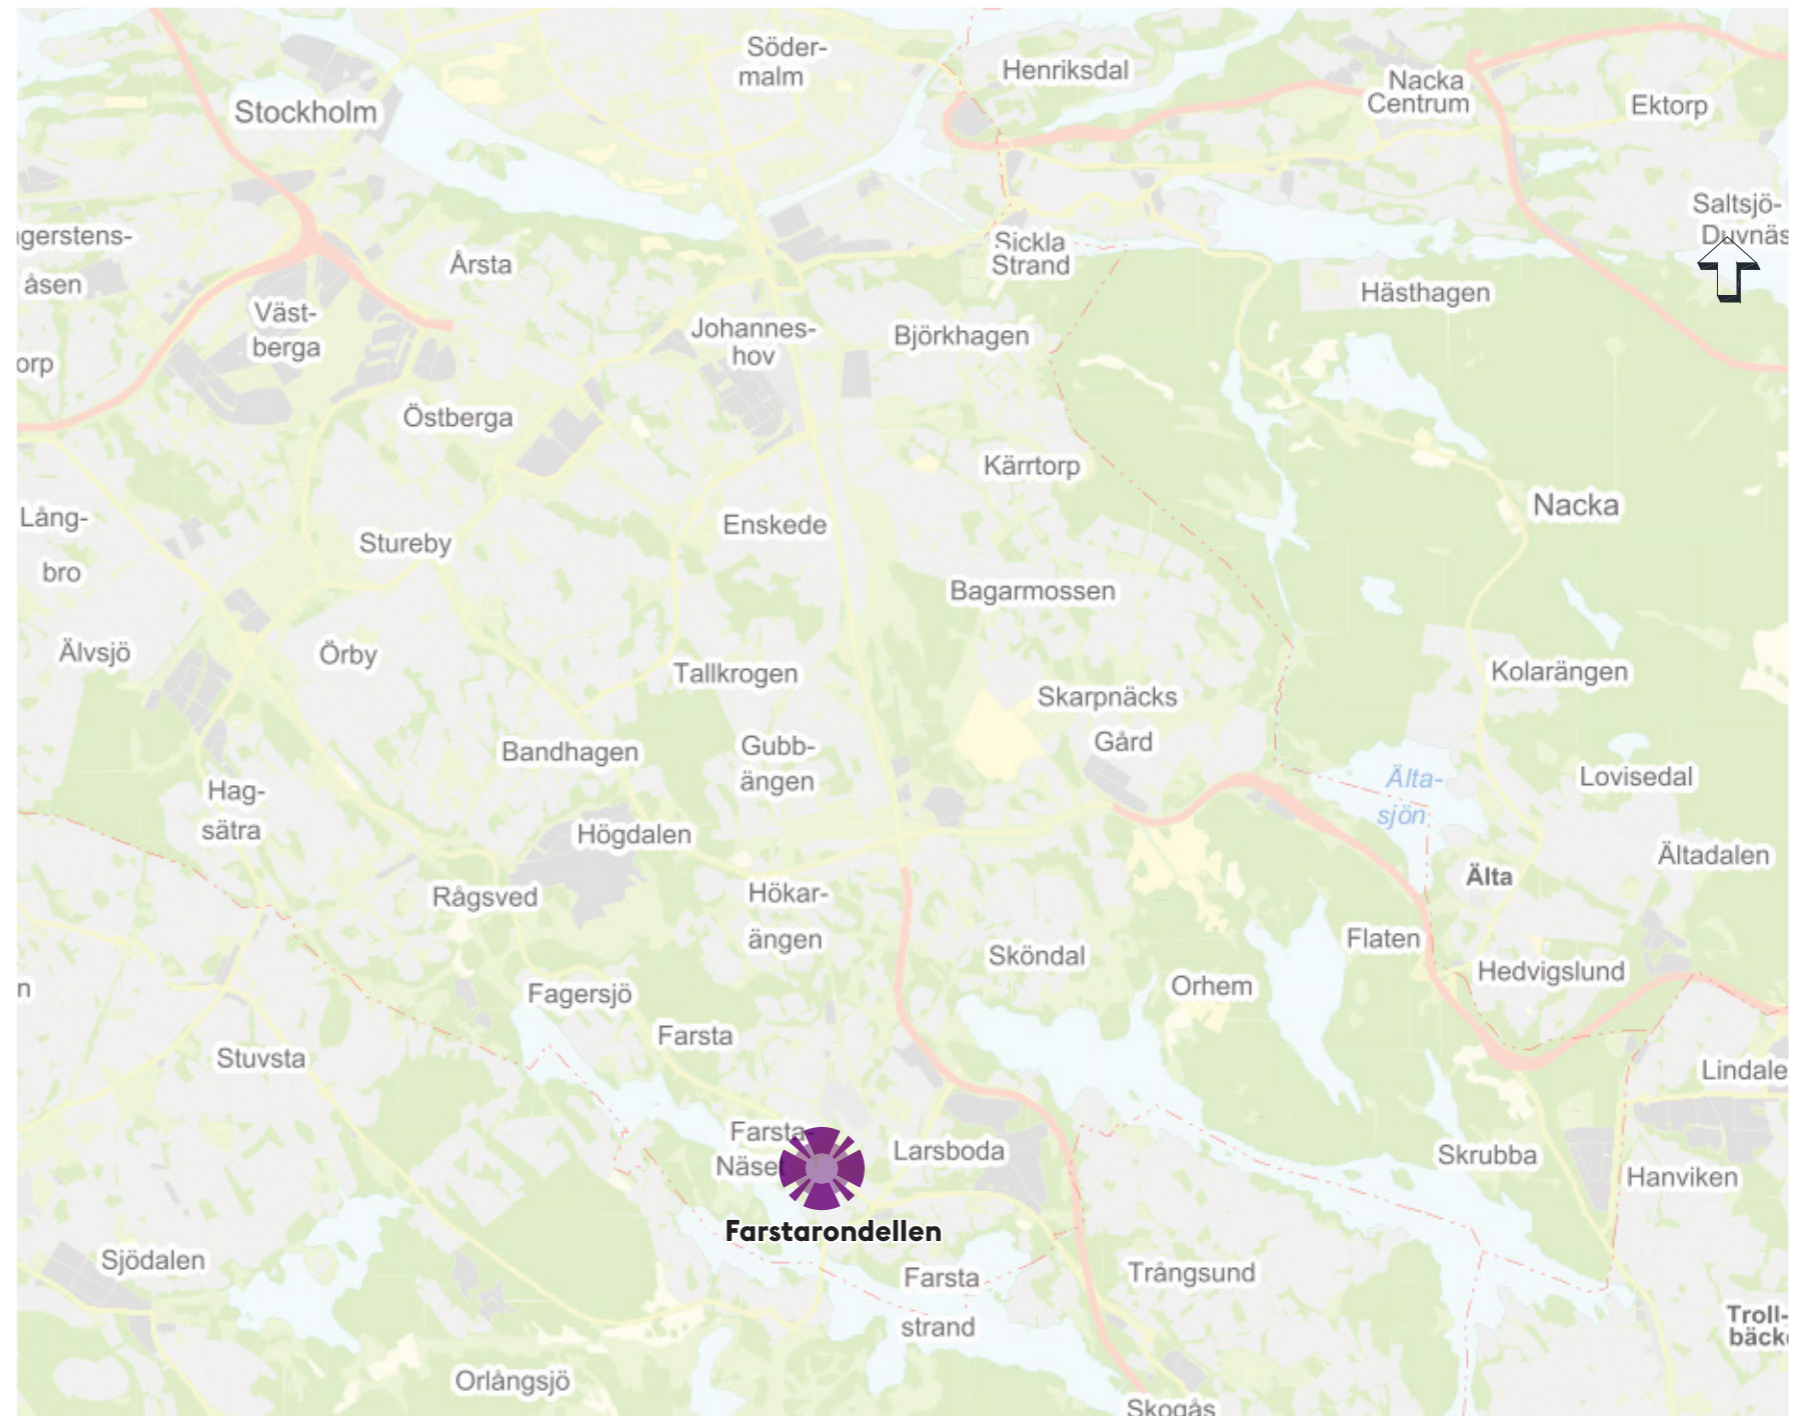 Söder-
malm
Henriksdal
Nacka
Centrum
Ektorp
Stockholm
Saltsjö-
Duvnäs
gerstens-
åsen
Årsta
Sickla
Strand
Hästhagen
Väst-
berga
Johannes-
hov
Björkhagen
orp
Östberga
Kärrtorp
Nacka
Lång-
bro
Stureby
Enskede
Bagarmossen
Älvsjö
Örby
Tallkrogen
Skarpnäcks
Gård
Kolarängen
Bandhagen
Gubb-
ängen
Älta-
sjön
Lovisedal
Hag-
sätra
Högdalen
Ältadalen
Älta
Rågsved
Hökar-
ängen
Sköndal
Flaten
Hedvigslund
n
Fagersjö
Orhem
Farsta
Stuvsta
Lindale
Farsta-
Näse
Larsboda
Skrubba
Hanviken
Farstarondellen
Sjödalen
Farsta
strand
Trångsund
Troll-
bäck
Orlångsjö
Skogås